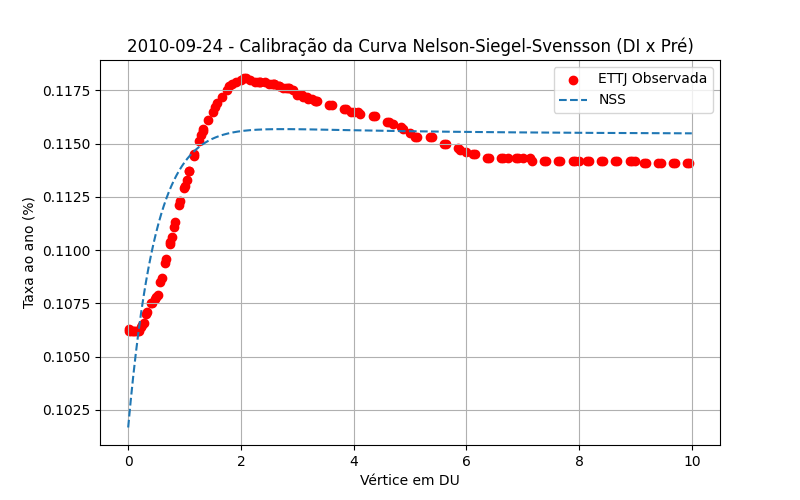 2010-09-24 - Calibração da Curva Nelson-Siegel-Svensson (DI x Pré)
ETTJ Observada
NSS
Taxa ao ano (%)
0.1175
0.1150
0.1125
0.1100
0.1075
0.1050
0.1025
0 2 4 6 8 10
Vértice em DU